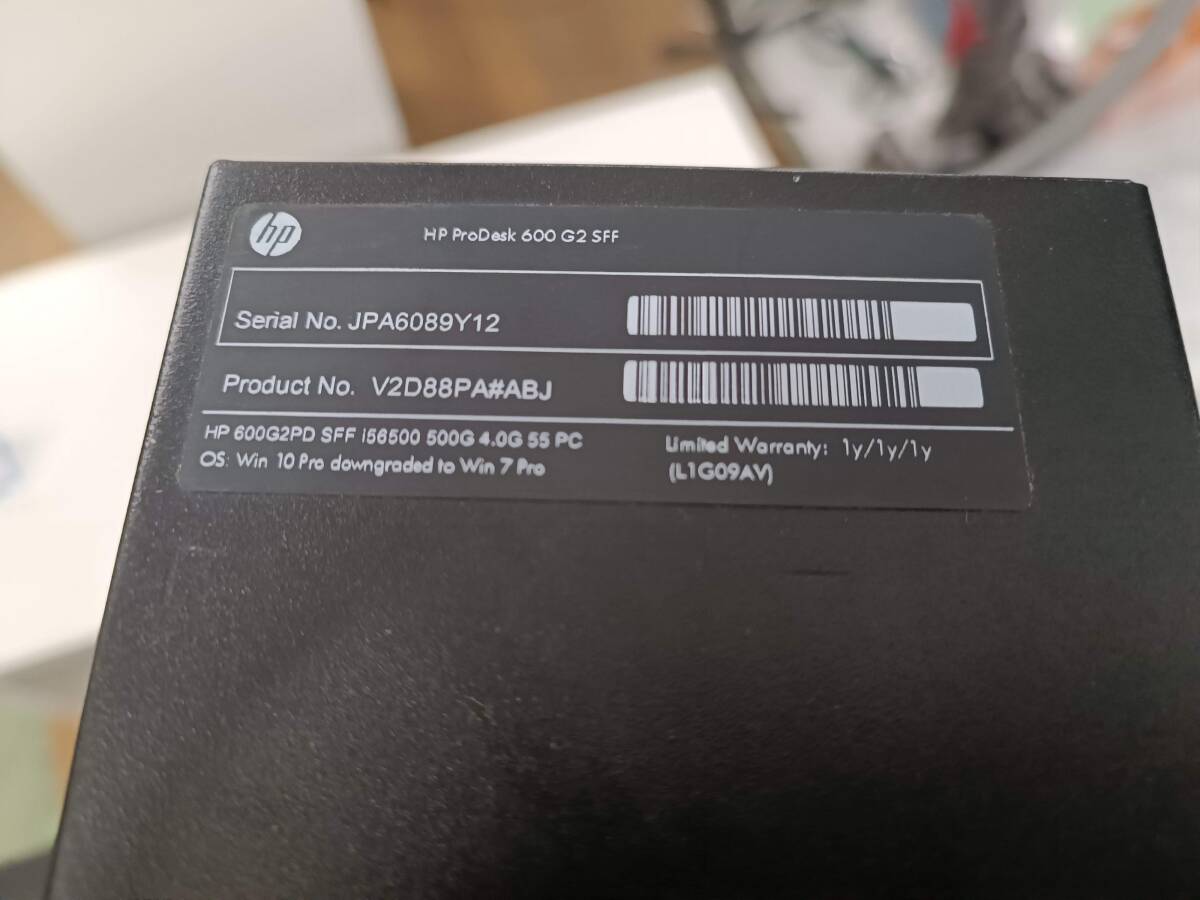 hp
HP ProDesk 600 G2 SFF
Serial No. JPA6089Y12
Product No. V2D88PA#ABJ
HP 600G2PD SFF i56500 500G 4.0G 55 PC
OS: Win 10 Pro downgraded to Win 7 Pro
Limited Warranty: 1y/1y/1y
(L1G09AV)